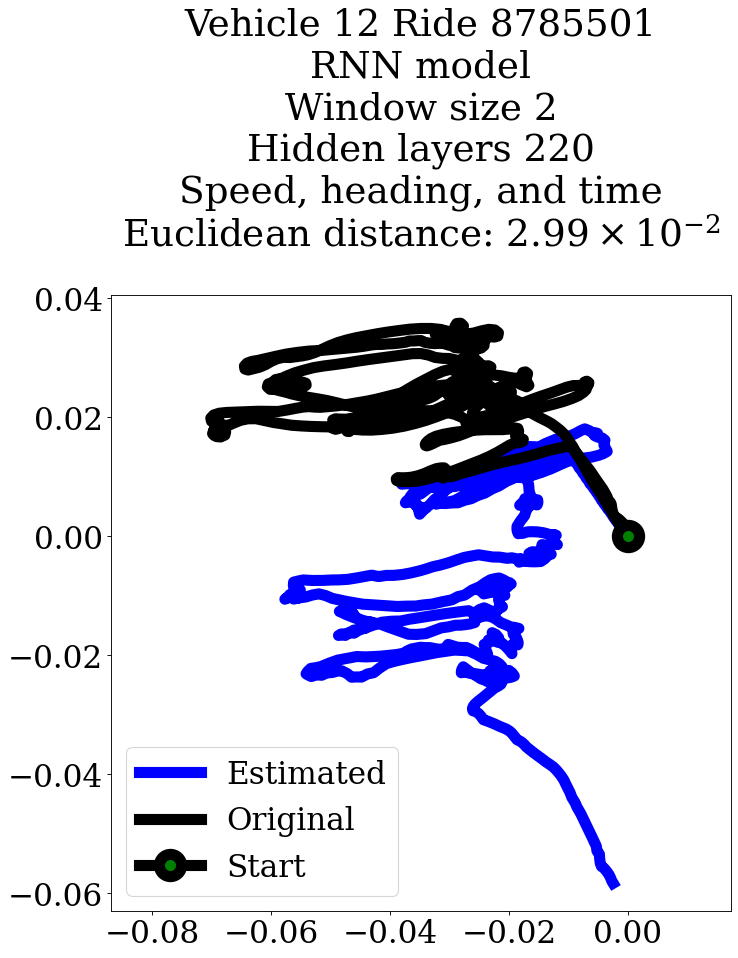 Vehicle 12 Ride 8785501
RNN model
Window size 2
Hidden layers 220
Speed, heading, and time
Euclidean distance: 2.99 × 10⁻²
0.04
0.02
0.00
−0.02
−0.04
−0.06
Estimated
Original
Start
−0.08 −0.06 −0.04 −0.02 0.00